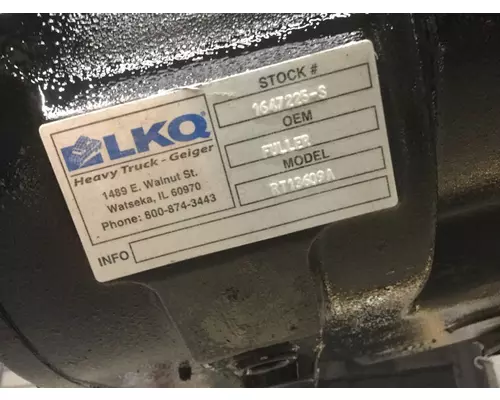 LKQ
Heavy Truck - Geiger
1489 E. Walnut St.
Watseka, IL 60970
Phone: 800-874-3443
STOCK #
1647225-S
OEM
FULLER
MODEL
RT13609A
INFO